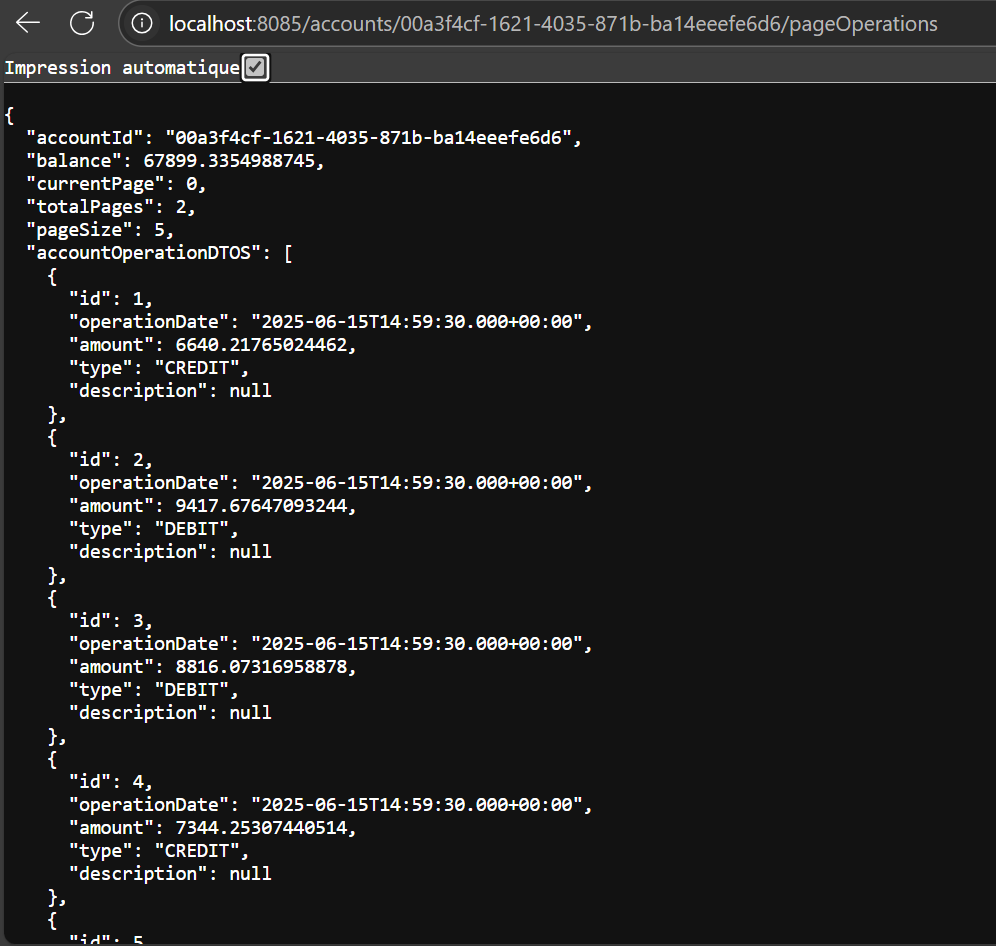 localhost:8085/accounts/00a3f4cf-1621-4035-871b-ba14eeefe6d6/pageOperations
Impression automatique
{
  "accountId": "00a3f4cf-1621-4035-871b-ba14eeefe6d6",
  "balance": 67899.3354988745,
  "currentPage": 0,
  "totalPages": 2,
  "pageSize": 5,
  "accountOperationDTOS": [
    {
      "id": 1,
      "operationDate": "2025-06-15T14:59:30.000+00:00",
      "amount": 6640.21765024462,
      "type": "CREDIT",
      "description": null
    },
    {
      "id": 2,
      "operationDate": "2025-06-15T14:59:30.000+00:00",
      "amount": 9417.67647093244,
      "type": "DEBIT",
      "description": null
    },
    {
      "id": 3,
      "operationDate": "2025-06-15T14:59:30.000+00:00",
      "amount": 8816.07316958878,
      "type": "DEBIT",
      "description": null
    },
    {
      "id": 4,
      "operationDate": "2025-06-15T14:59:30.000+00:00",
      "amount": 7344.25307440514,
      "type": "CREDIT",
      "description": null
    },
    {
      "id": 5